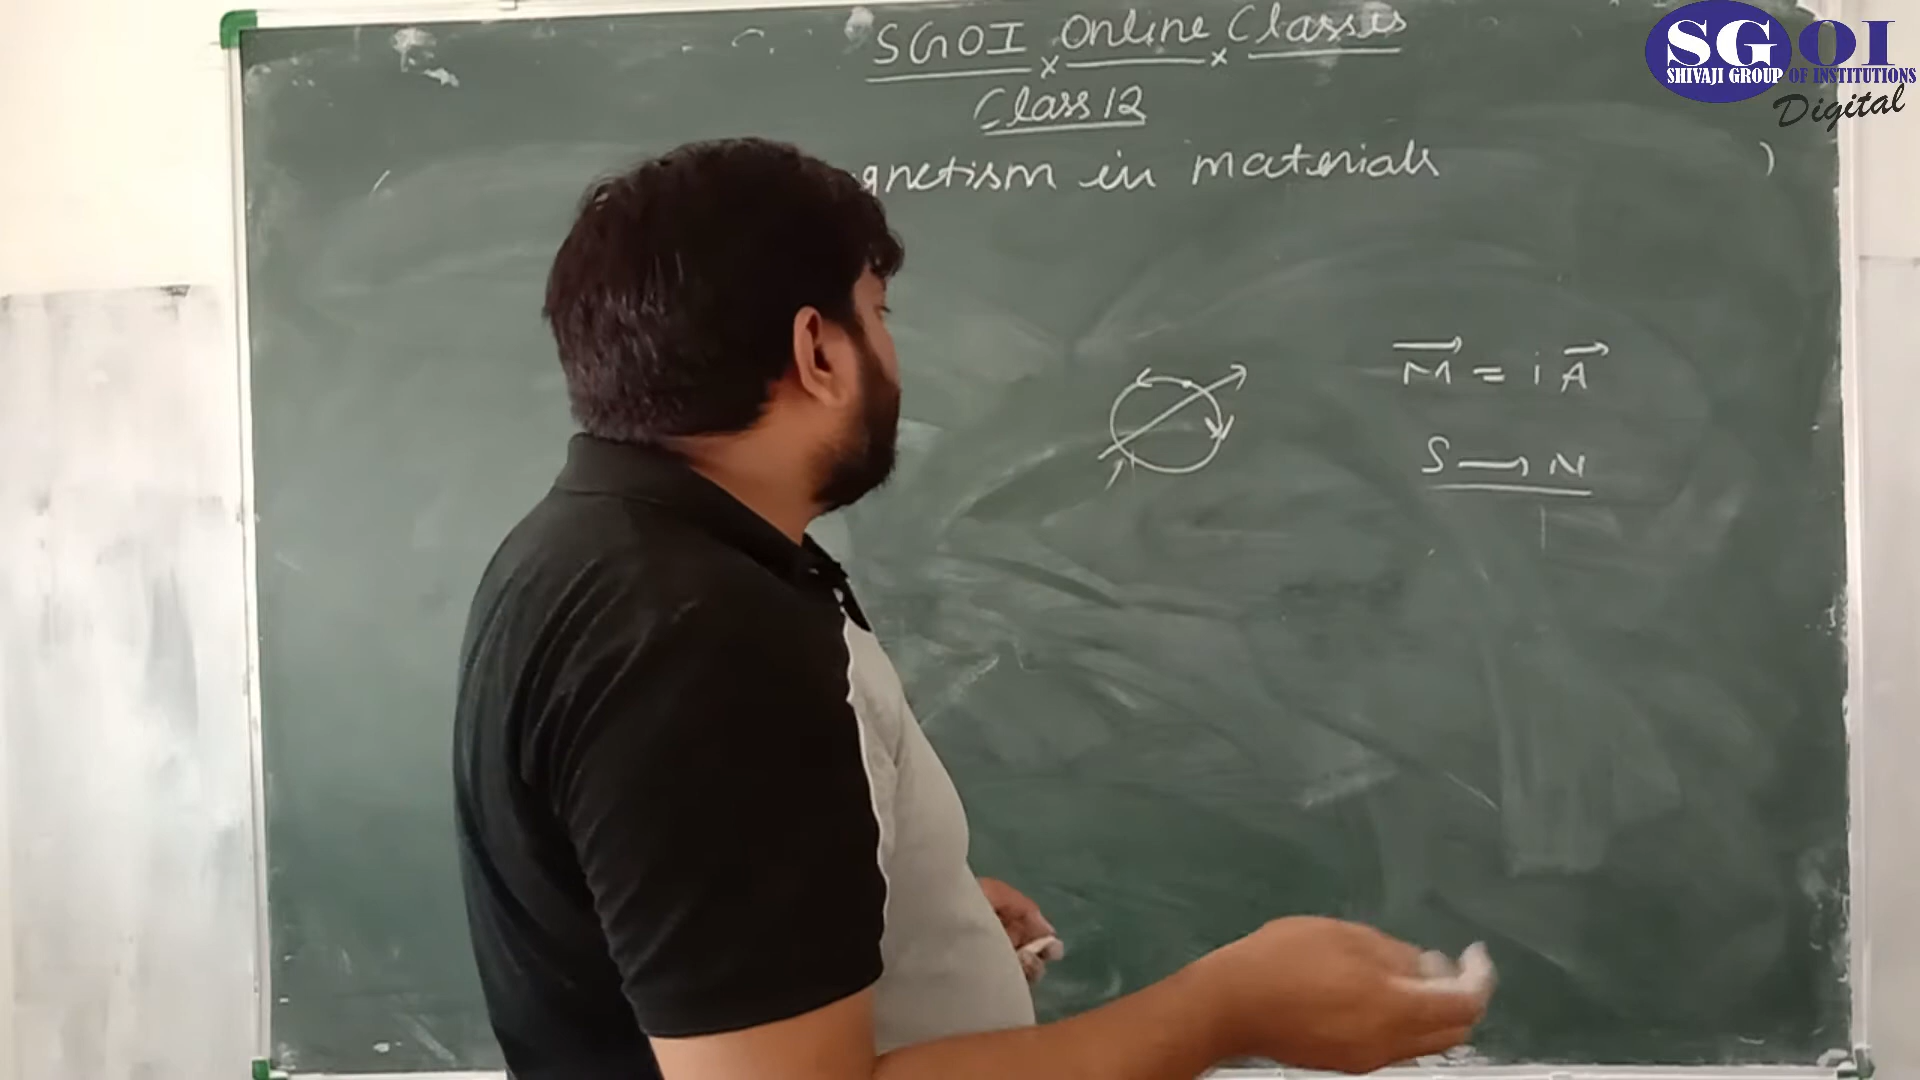 SGOI Online Classes
Class 12
gnetism in materials
M = i A
S → N
SGOI
SHIVAJI GROUP OF INSTITUTIONS
Digital